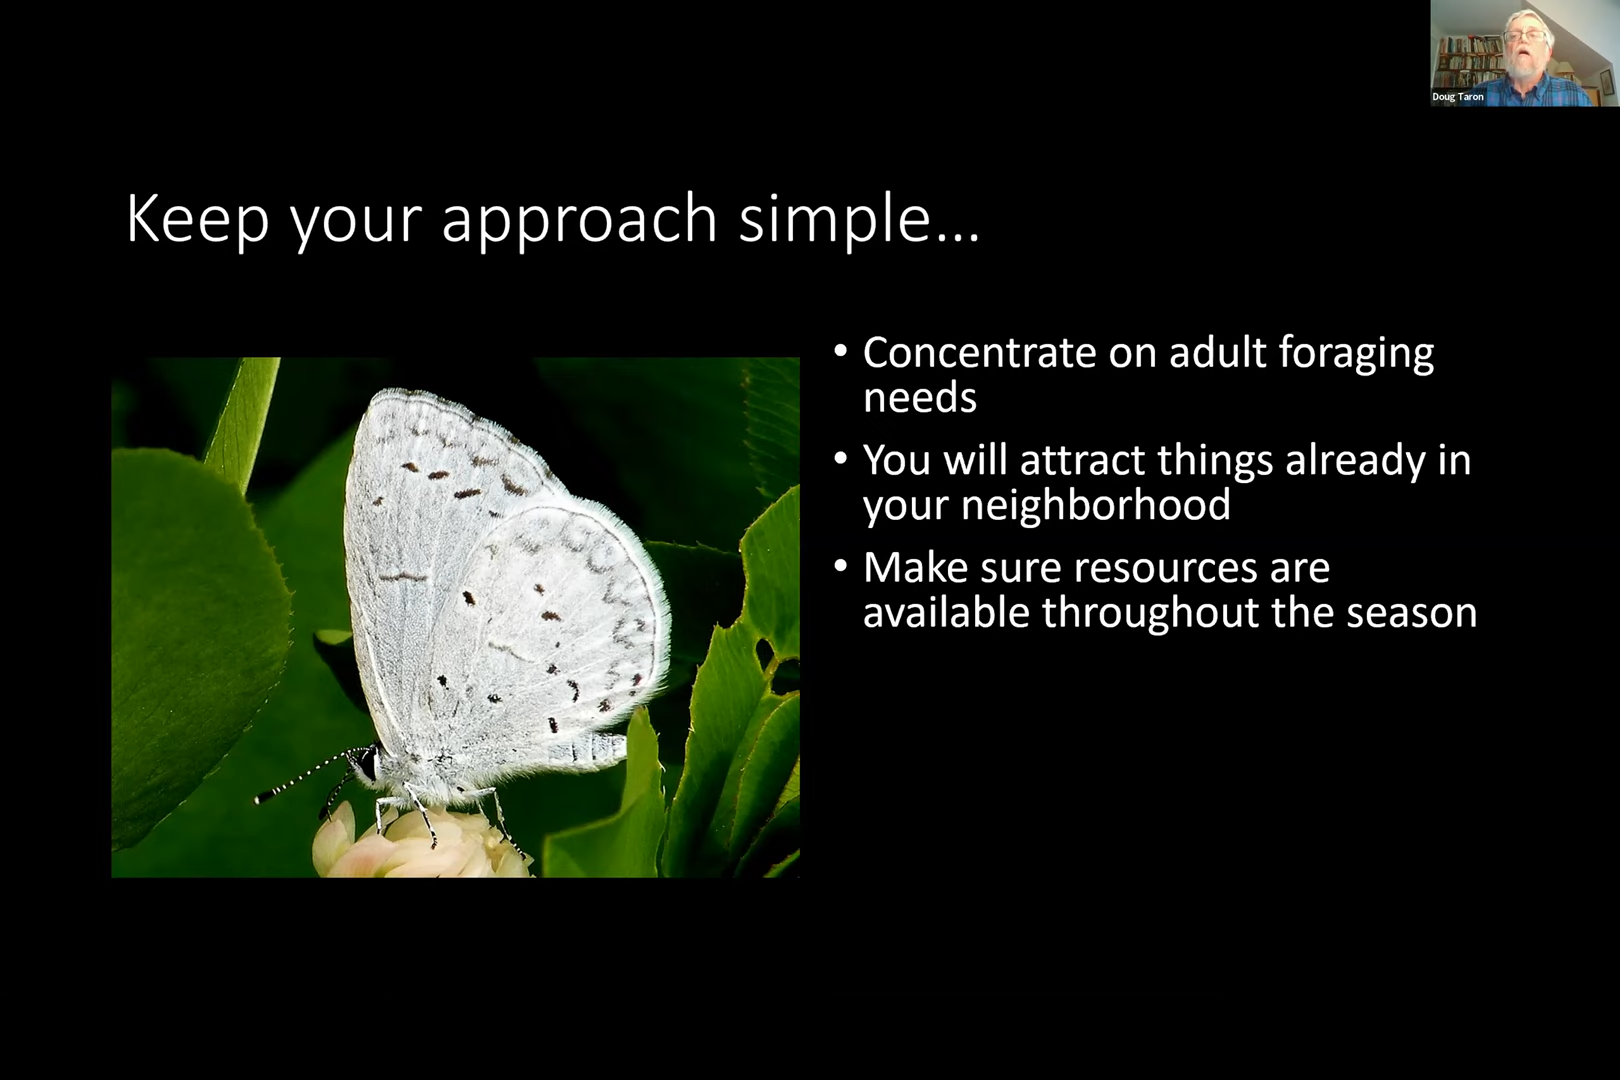 Doug Taron
Keep your approach simple...
• Concentrate on adult foraging
needs
• You will attract things already in
your neighborhood
• Make sure resources are
available throughout the season